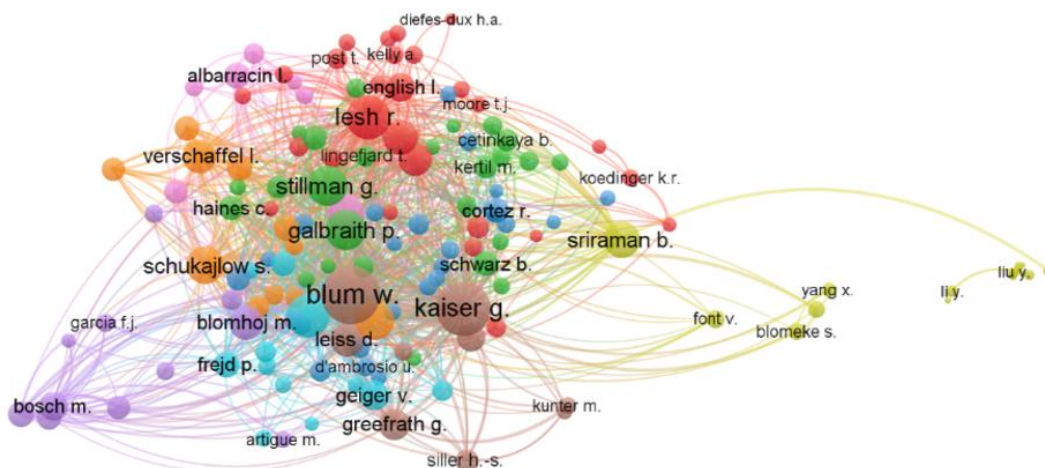 diefes-dux h.a.
post t.
kelly a.
albarracin l.
english l.
moore t.j.
lesh r.
cetinkaya b.
verschaffel l.
lingefjard t.
kertil m.
koedinger k.r.
stillman g.
haines c.
cortez r.
galbraith p.
sriraman b.
schukajlow s.
schwarz b.
liu y.
yang x.
li y.
blum w.
kaiser g.
garcia f.j.
blomhoj m.
font v.
blomeke s.
leiss d.
frejd p.
d'ambrosio u.
geiger v.
bosch m.
kunter m.
greefrath g.
artigue m.
siller h.-s.